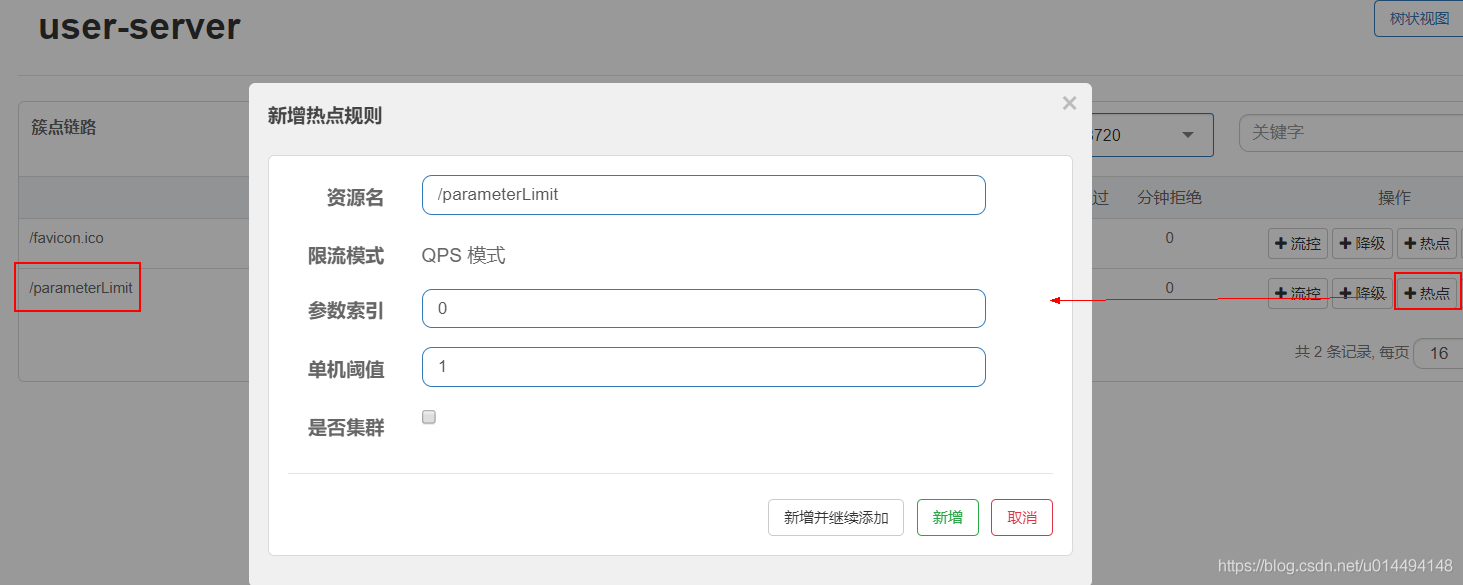 user-server
树状视图
簇点链路
720
关键字
过 分钟拒绝 操作
/favicon.ico 0 流控 降级 热点
/parameterLimit 0 流控 降级 热点
共 2 条记录, 每页 16
新增热点规则
×
资源名 /parameterLimit
限流模式 QPS 模式
参数索引 0
单机阈值 1
是否集群
新增并继续添加 新增 取消
https://blog.csdn.net/u014494148